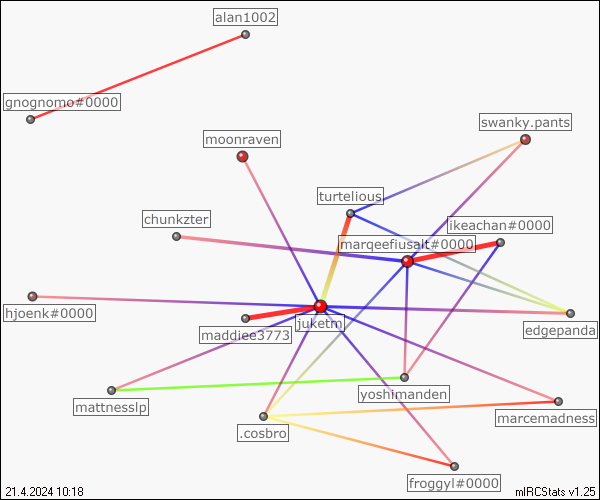 alan1002
gnognomo#0000
swanky.pants
moonraven
turtelious
chunkzter
ikeachan#0000
marqeefiusalt#0000
hjoenk#0000
juketm
edgepanda
maddiee3773
yoshimanden
mattnesslp
marcemadness
.cosbro
froggyl#0000
21.4.2024 10:18
mIRCStats v1.25